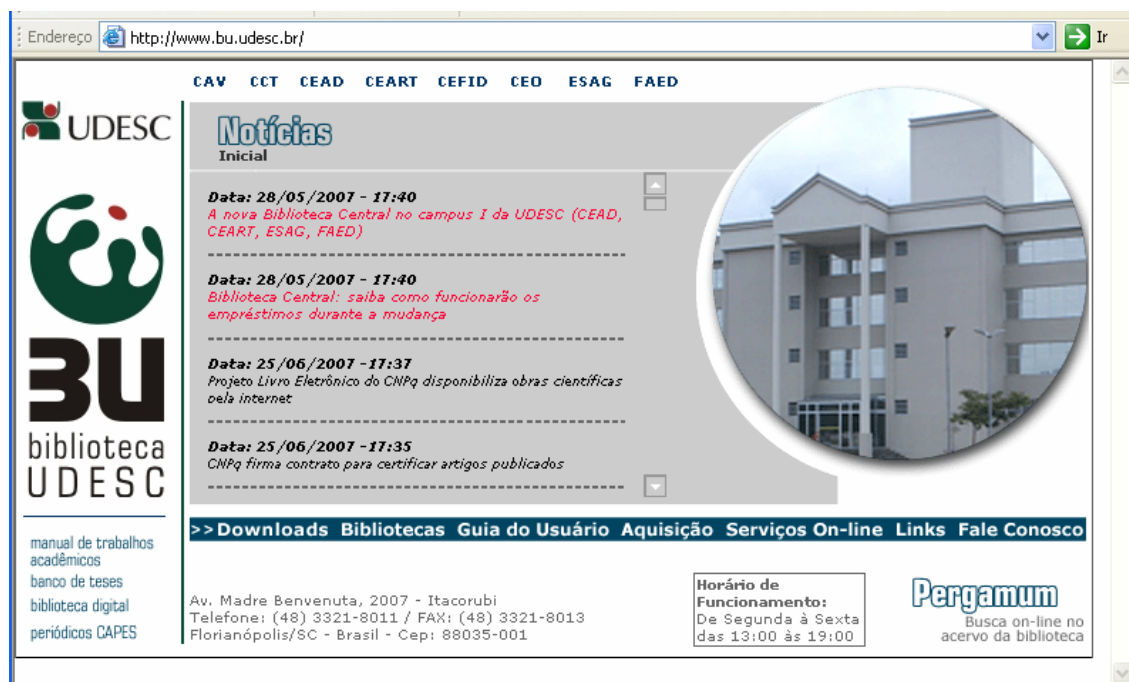 Endereço http://www.bu.udesc.br/ Ir
CAV CCT CEAD CEART CEFID CEO ESAG FAED
UDESC
Notícias
Inicial
Data: 28/05/2007 - 17:40
A nova Biblioteca Central no campus I da UDESC (CEAD,
CEART, ESAG, FAED)
Data: 28/05/2007 - 17:40
Biblioteca Central: saiba como funcionarão os
empréstimos durante a mudança
Data: 25/06/2007 -17:37
Projeto Livro Eletrônico do CNPq disponibiliza obras científicas
pela internet
Data: 25/06/2007 -17:35
CNPq firma contrato para certificar artigos publicados
BU
biblioteca
UDESC
manual de trabalhos
acadêmicos
banco de teses
biblioteca digital
periódicos CAPES
>>Downloads Bibliotecas Guia do Usuário Aquisição Serviços On-line Links Fale Conosco
Av. Madre Benvenuta, 2007 - Itacorubi
Telefone: (48) 3321-8011 / FAX: (48) 3321-8013
Florianópolis/SC - Brasil - Cep: 88035-001
Horário de
Funcionamento:
De Segunda à Sexta
das 13:00 às 19:00
Pergamum
Busca on-line no
acervo da biblioteca